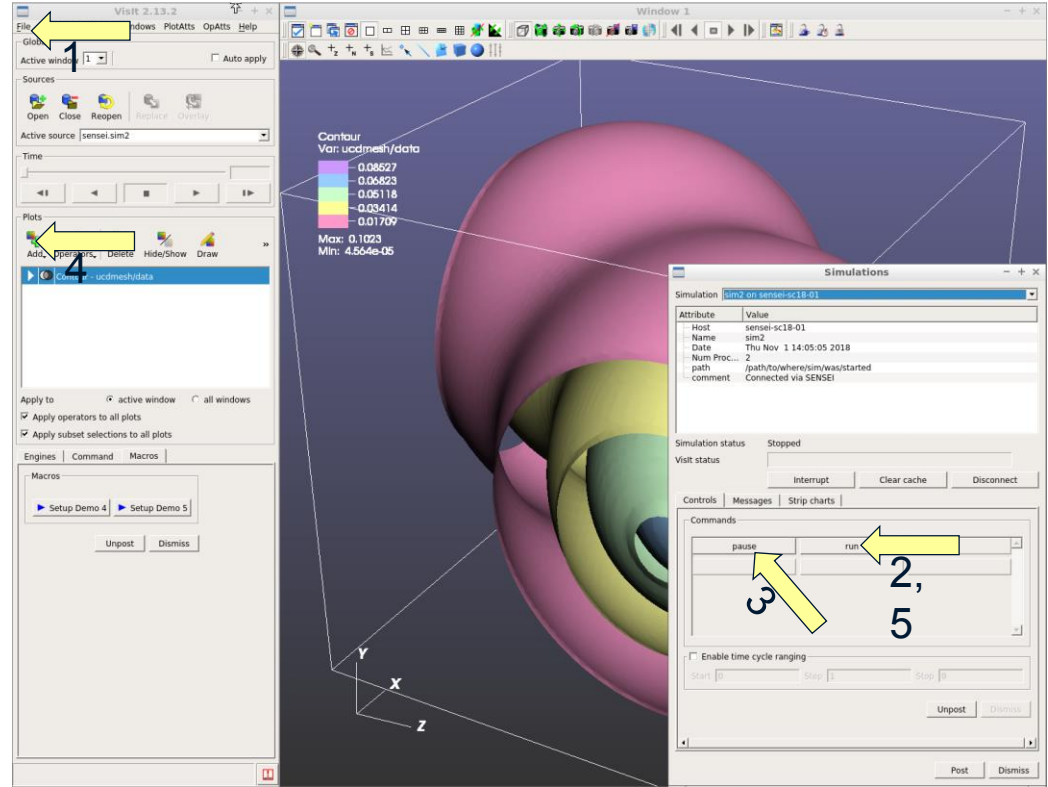 VisIt 2.13.2
File
ndows PlotAtts OpAtts Help
Glob
1
Active window 1
Auto apply
Sources
Open Close Reopen Replace Overlay
Active source sensei.sim2
Time
Plots
Add Operators Delete Hide/Show Draw
4
Contour - ucdmesh/data
Apply to active window all windows
Apply operators to all plots
Apply subset selections to all plots
Engines Command Macros
Macros
Setup Demo 4 Setup Demo 5
Unpost Dismiss
Window 1
Contour
Var: ucdmesh/data
0.08527
0.06823
0.05118
0.03414
0.01709
Max: 0.1023
Min: 4.564e-05
Y
X
Z
Simulations
Simulation sim2 on sensei-sc18-01
Attribute Value
Host sensei-sc18-01
Name sim2
Date Thu Nov 1 14:05:05 2018
Num Proc... 2
path /path/to/where/sim/was/started
comment Connected via SENSEI
Simulation status Stopped
VisIt status
Interrupt Clear cache Disconnect
Controls Messages Strip charts
Commands
pause run
3
2,
5
Enable time cycle ranging
Start 0 Step 1 Stop 0
Unpost Dismiss
Post Dismiss